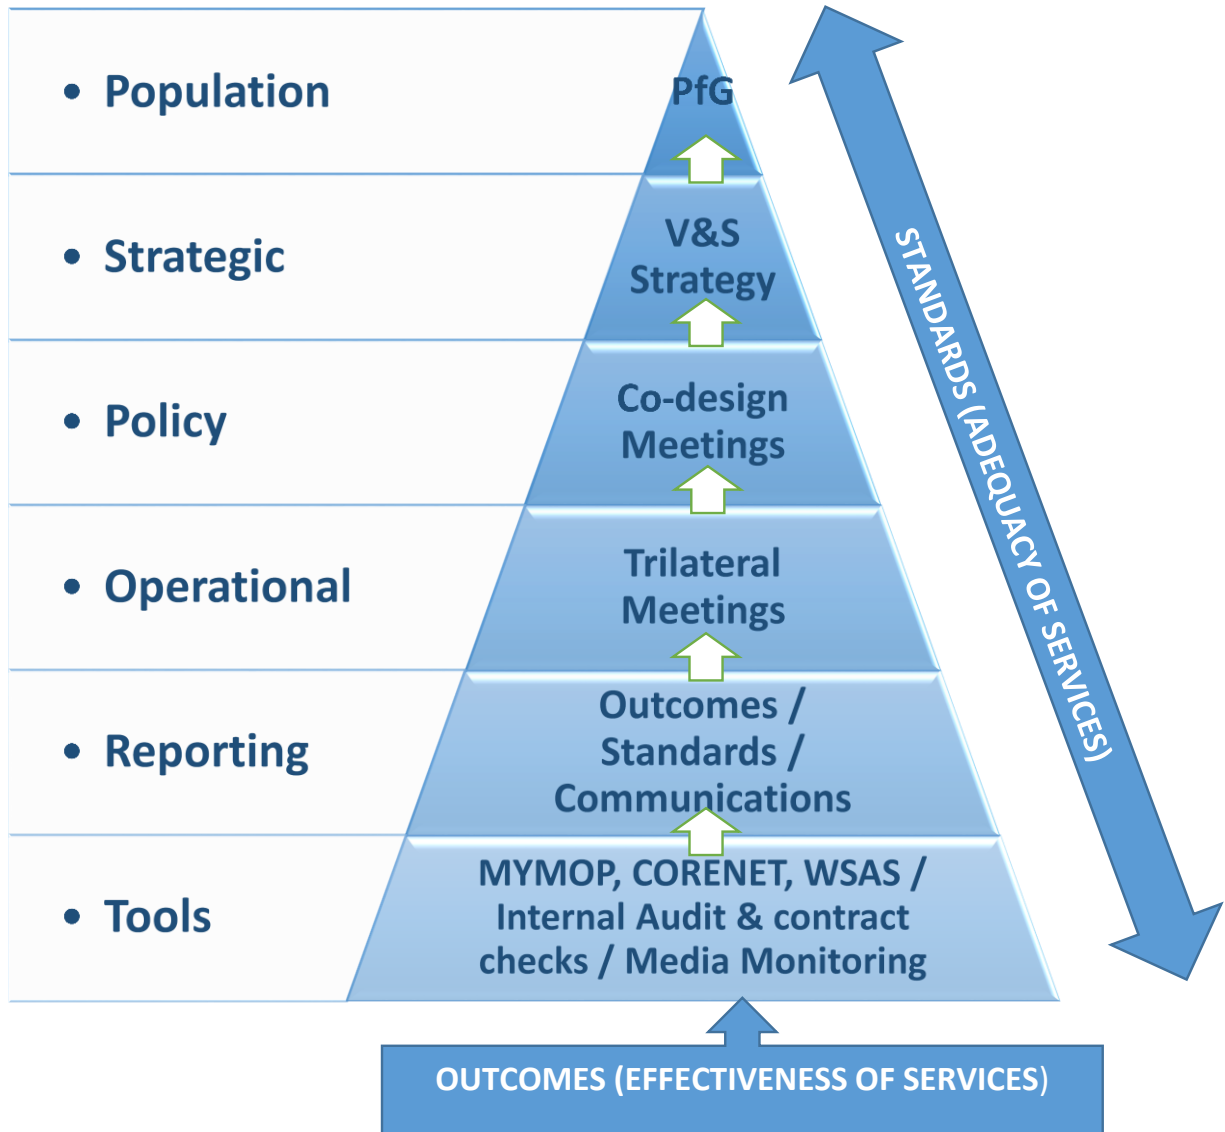 • Population
PfG
• Strategic
V&S
Strategy
• Policy
Co-design
Meetings
• Operational
Trilateral
Meetings
• Reporting
Outcomes /
Standards /
Communications
• Tools
MYMOP, CORENET, WSAS /
Internal Audit & contract
checks / Media Monitoring
STANDARDS (ADEQUACY OF SERVICES)
OUTCOMES (EFFECTIVENESS OF SERVICES)